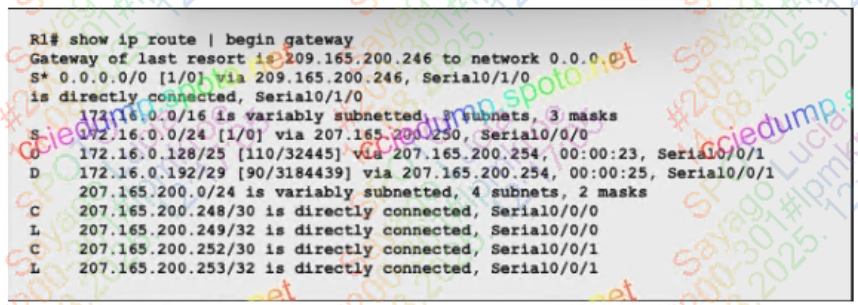 R1# show ip route | begin gateway
Gateway of last resort is 209.165.200.246 to network 0.0.0.0
S* 0.0.0.0/0 [1/0] via 209.165.200.246, Serial0/1/0
is directly connected, Serial0/1/0
172.16.0.0/16 is variably subnetted, subnets, 3 masks
S 172.16.0.0/24 [1/0] via 207.165.200.250, Serial0/0/0
O 172.16.0.128/25 [110/32445] via 207.165.200.254, 00:00:23, Serial0/0/1
D 172.16.0.192/29 [90/3184439] via 207.165.200.254, 00:00:25, Serial0/0/1
207.165.200.0/24 is variably subnetted, 4 subnets, 2 masks
C 207.165.200.248/30 is directly connected, Serial0/0/0
L 207.165.200.249/32 is directly connected, Serial0/0/0
C 207.165.200.252/30 is directly connected, Serial0/0/1
L 207.165.200.253/32 is directly connected, Serial0/0/1
cciedump.spoto.net